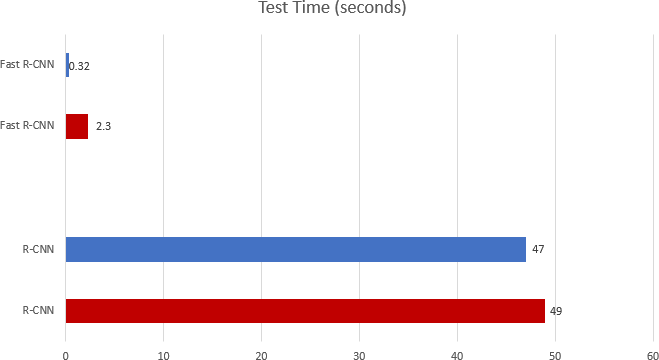 Test Time (seconds)
Fast R-CNN 0.32
Fast R-CNN 2.3
R-CNN 47
R-CNN 49
0 10 20 30 40 50 60